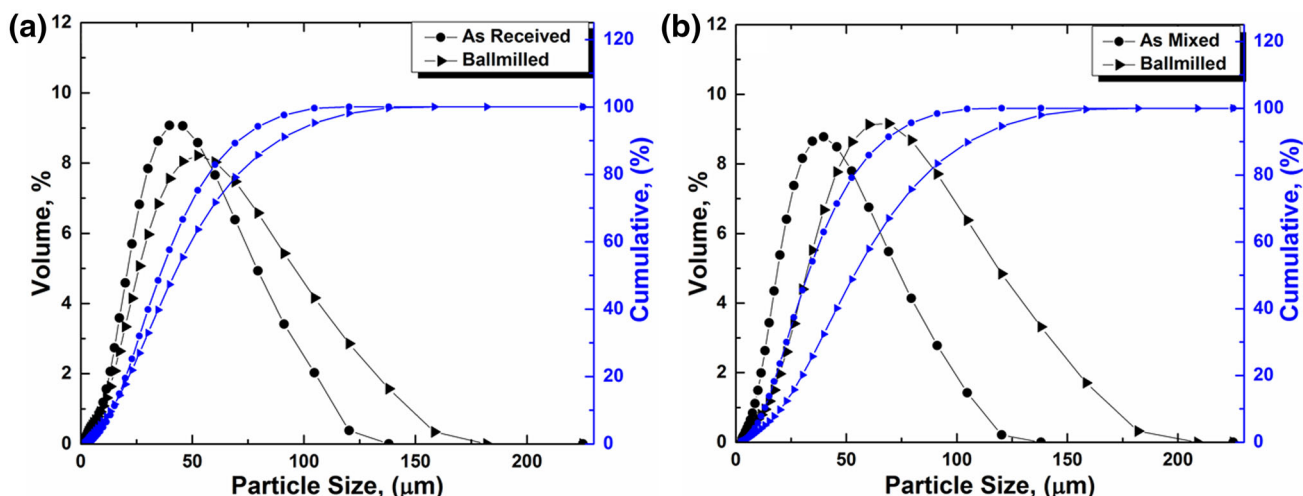 (a)
As Received
Ballmilled
Volume, %
12
10
8
6
4
2
0
Cumulative, (%)
120
100
80
60
40
20
0
0 50 100 150 200
Particle Size, (μm)
(b)
As Mixed
Ballmilled
Volume, %
12
10
8
6
4
2
0
Cumulative, (%)
120
100
80
60
40
20
0
0 50 100 150 200
Particle Size, (μm)